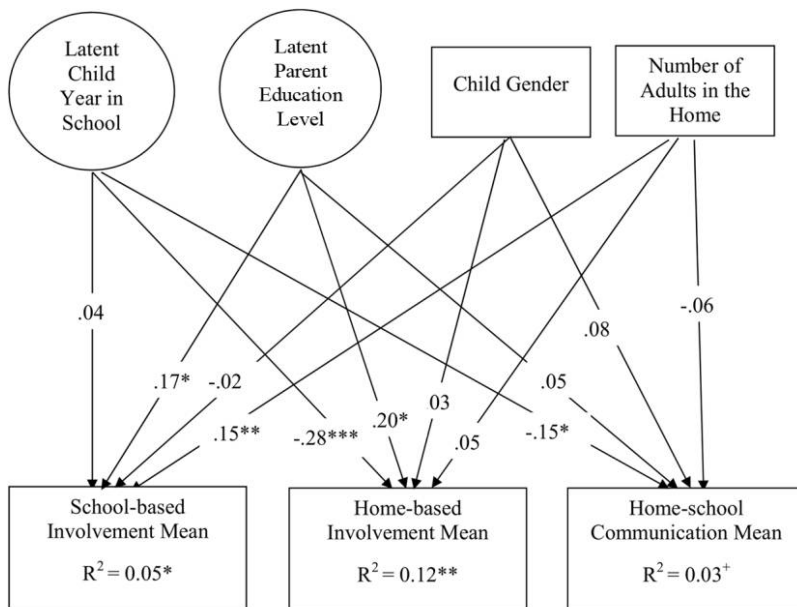 Latent
Child
Year in
School
Latent
Parent
Education
Level
Child Gender
Number of
Adults in the
Home
.04
-.06
.08
.17*
-.02
.05
.20*
03
.15**
-.28***
.05
-.15*
School-based
Involvement Mean
R² = 0.05*
Home-based
Involvement Mean
R² = 0.12**
Home-school
Communication Mean
R² = 0.03⁺